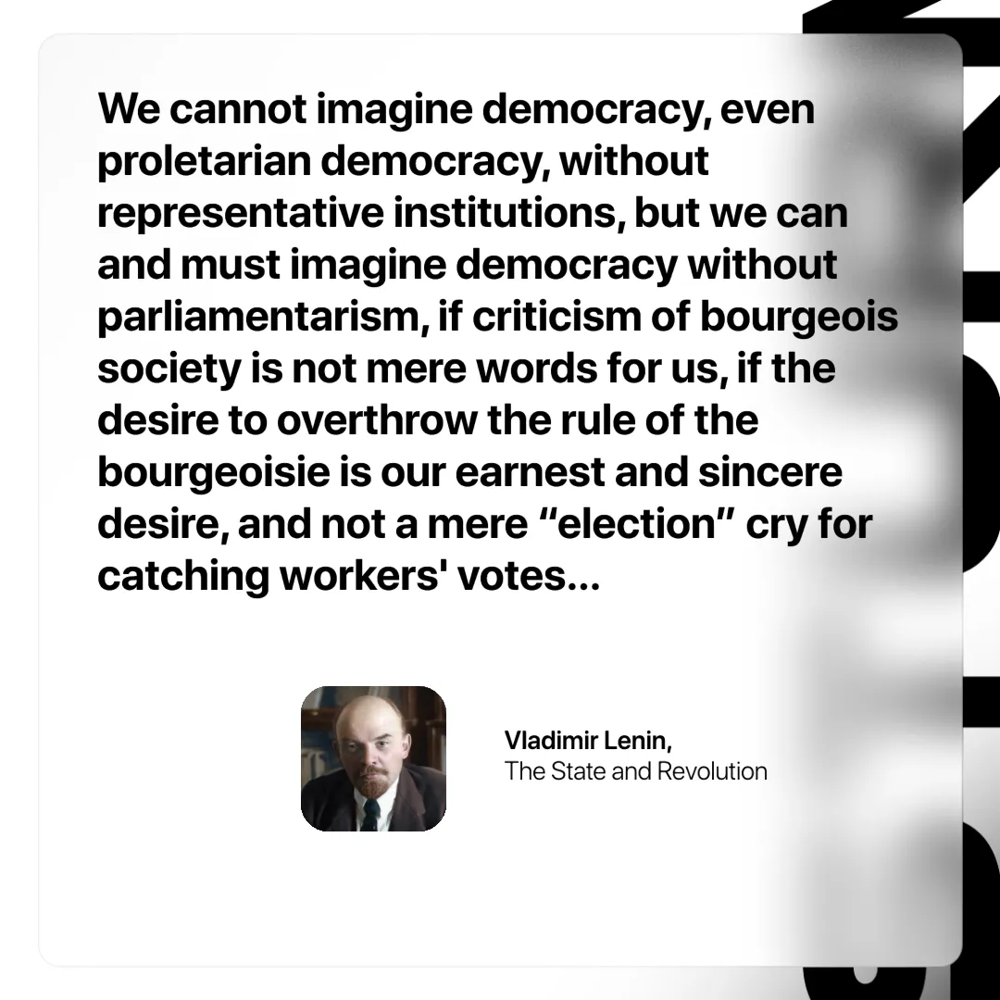 We cannot imagine democracy, even
proletarian democracy, without
representative institutions, but we can
and must imagine democracy without
parliamentarism, if criticism of bourgeois
society is not mere words for us, if the
desire to overthrow the rule of the
bourgeoisie is our earnest and sincere
desire, and not a mere “election” cry for
catching workers' votes...
Vladimir Lenin,
The State and Revolution